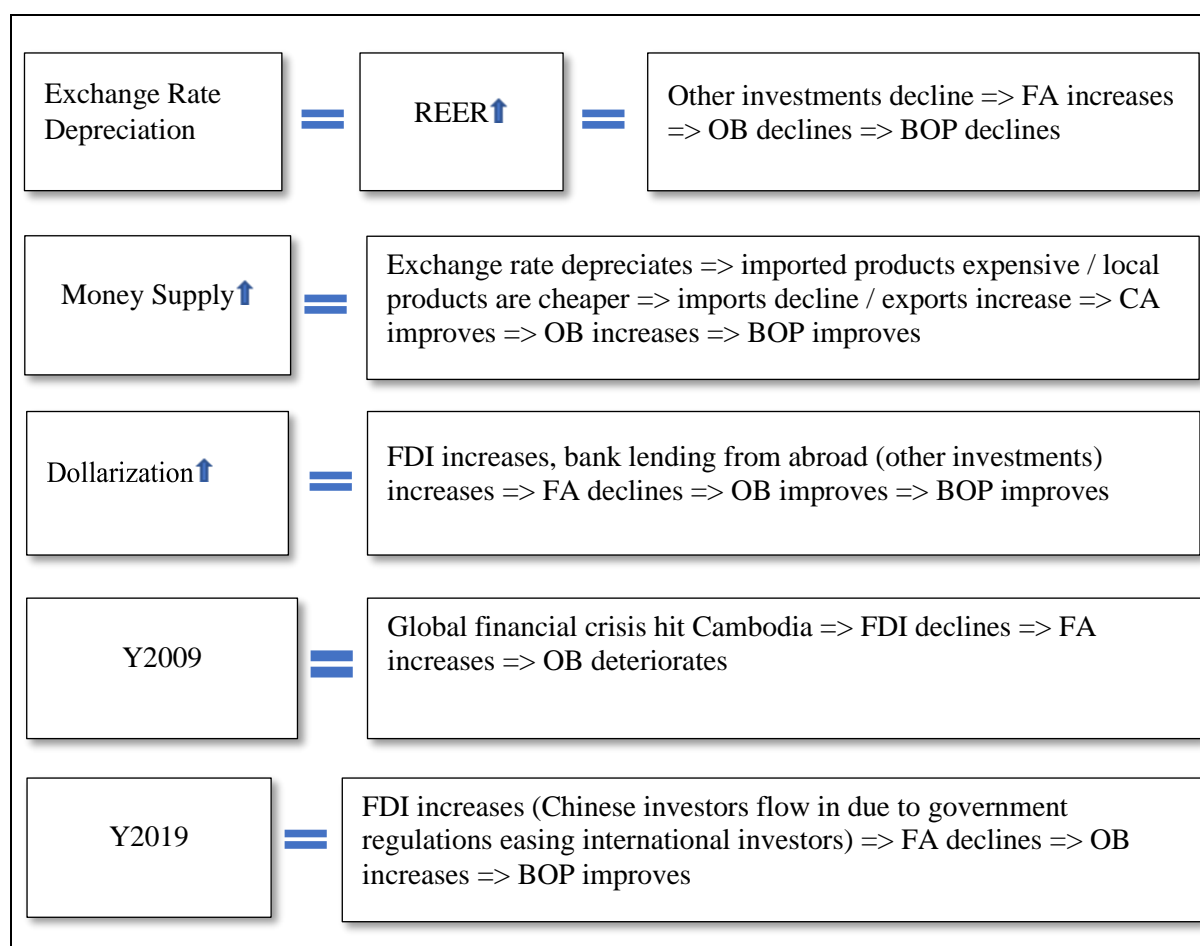 Exchange Rate
Depreciation
REER⬆
Other investments decline => FA increases
=> OB declines => BOP declines
Money Supply⬆
Exchange rate depreciates => imported products expensive / local
products are cheaper => imports decline / exports increase => CA
improves => OB increases => BOP improves
Dollarization⬆
FDI increases, bank lending from abroad (other investments)
increases => FA declines => OB improves => BOP improves
Y2009
Global financial crisis hit Cambodia => FDI declines => FA
increases => OB deteriorates
Y2019
FDI increases (Chinese investors flow in due to government
regulations easing international investors) => FA declines => OB
increases => BOP improves